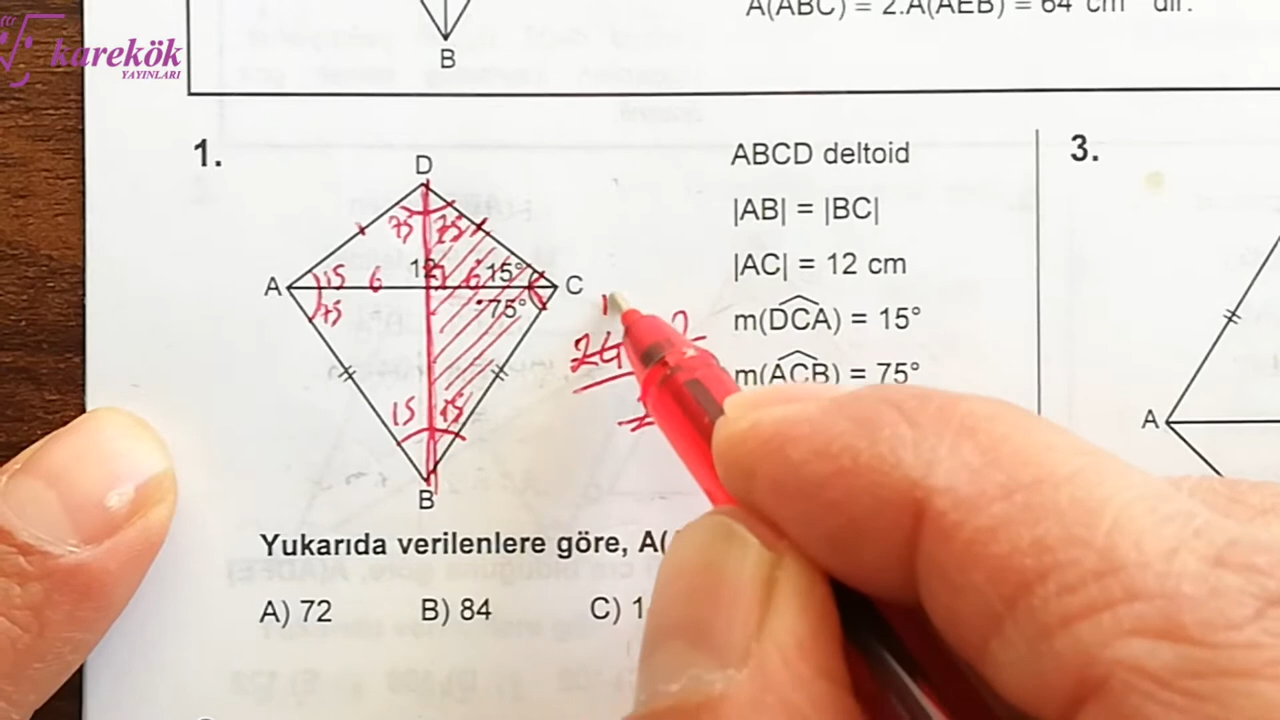 karekök
YAYINLARI
A(ABC) = 2.A(AEB) = 64 cm dir.
B
1.
D
75 75
A 15 6 12 6 15° C
75 75°
15 15
B
ABCD deltoid
|AB| = |BC|
|AC| = 12 cm
m(DCA) = 15°
m(ACB) = 75°
24
2
Yukarıda verilenlere göre, A(
A) 72 B) 84 C) 1
3.
A